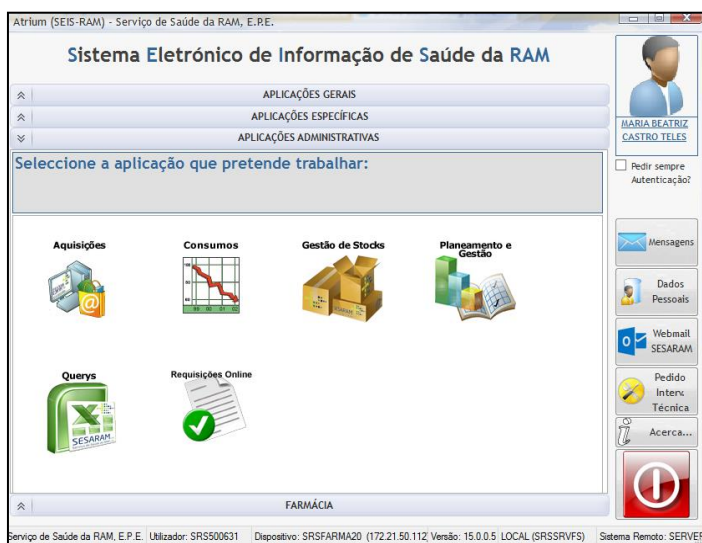 Atrium (SEIS-RAM) - Serviço de Saúde da RAM, E.P.E.
Sistema Eletrónico de Informação de Saúde da RAM
APLICAÇÕES GERAIS
APLICAÇÕES ESPECÍFICAS
APLICAÇÕES ADMINISTRATIVAS
Seleccione a aplicação que pretende trabalhar:
Aquisições
Consumos
Gestão de Stocks
Planeamento e
Gestão
Querys
SESARAM
Requisições Online
FARMÁCIA
MARIA BEATRIZ
CASTRO TELES
Pedir sempre
Autenticação?
Mensagens
Dados
Pessoais
Webmail
SESARAM
Pedido
Interv
Técnica
Acerca...
Serviço de Saúde da RAM, E.P.E. Utilizador: SRS500631 Dispositivo: SRSFARMA20 (172.21.50.112 Versão: 15.0.0.5 LOCAL (SRSSRVFS) Sistema Remoto: SERVE